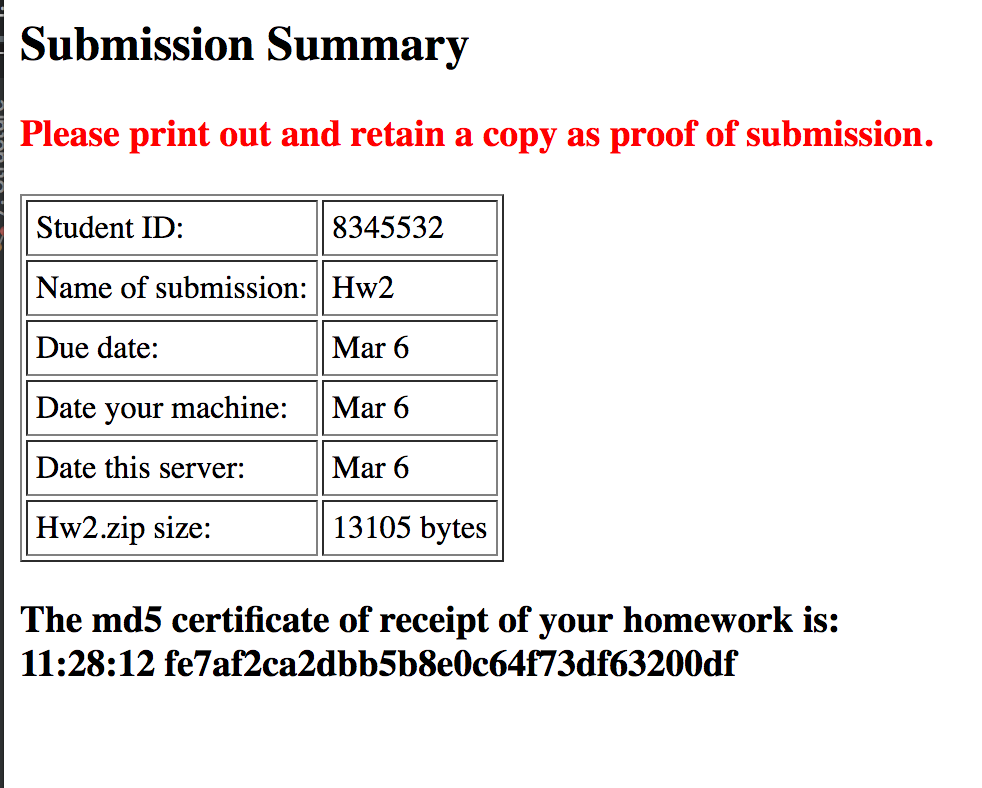 Submission Summary
Please print out and retain a copy as proof of submission.
Student ID: 8345532
Name of submission: Hw2
Due date: Mar 6
Date your machine: Mar 6
Date this server: Mar 6
Hw2.zip size: 13105 bytes
The md5 certificate of receipt of your homework is:
11:28:12 fe7af2ca2dbb5b8e0c64f73df63200df